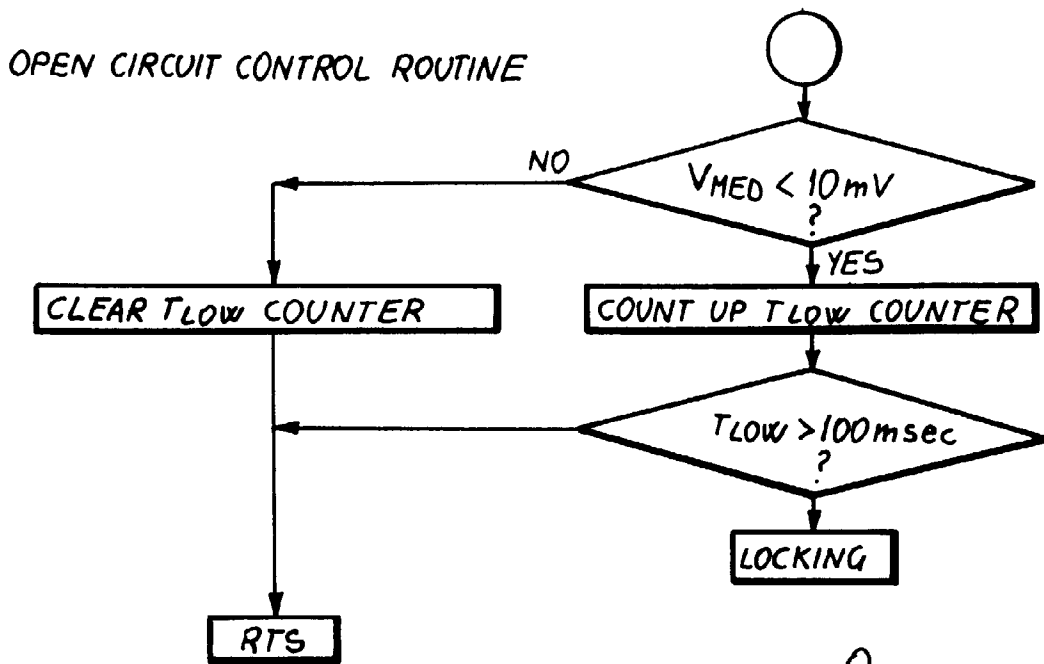 OPEN CIRCUIT CONTROL ROUTINE
VMED < 10mV
?
NO
YES
CLEAR TLOW COUNTER
COUNT UP TLOW COUNTER
TLOW > 100msec
?
LOCKING
RTS